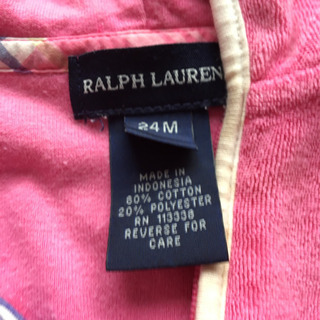 RALPH LAUREN
24M
MADE IN
INDONESIA
80% COTTON
20% POLYESTER
RN 113338
REVERSE FOR
CARE